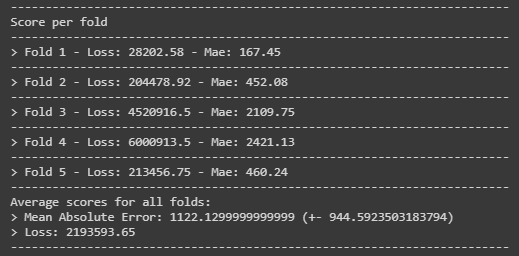 Score per fold
> Fold 1 - Loss: 28202.58 - Mae: 167.45
> Fold 2 - Loss: 204478.92 - Mae: 452.08
> Fold 3 - Loss: 4520916.5 - Mae: 2109.75
> Fold 4 - Loss: 6000913.5 - Mae: 2421.13
> Fold 5 - Loss: 213456.75 - Mae: 460.24
Average scores for all folds:
> Mean Absolute Error: 1122.1299999999999 (+- 944.5923503183794)
> Loss: 2193593.65